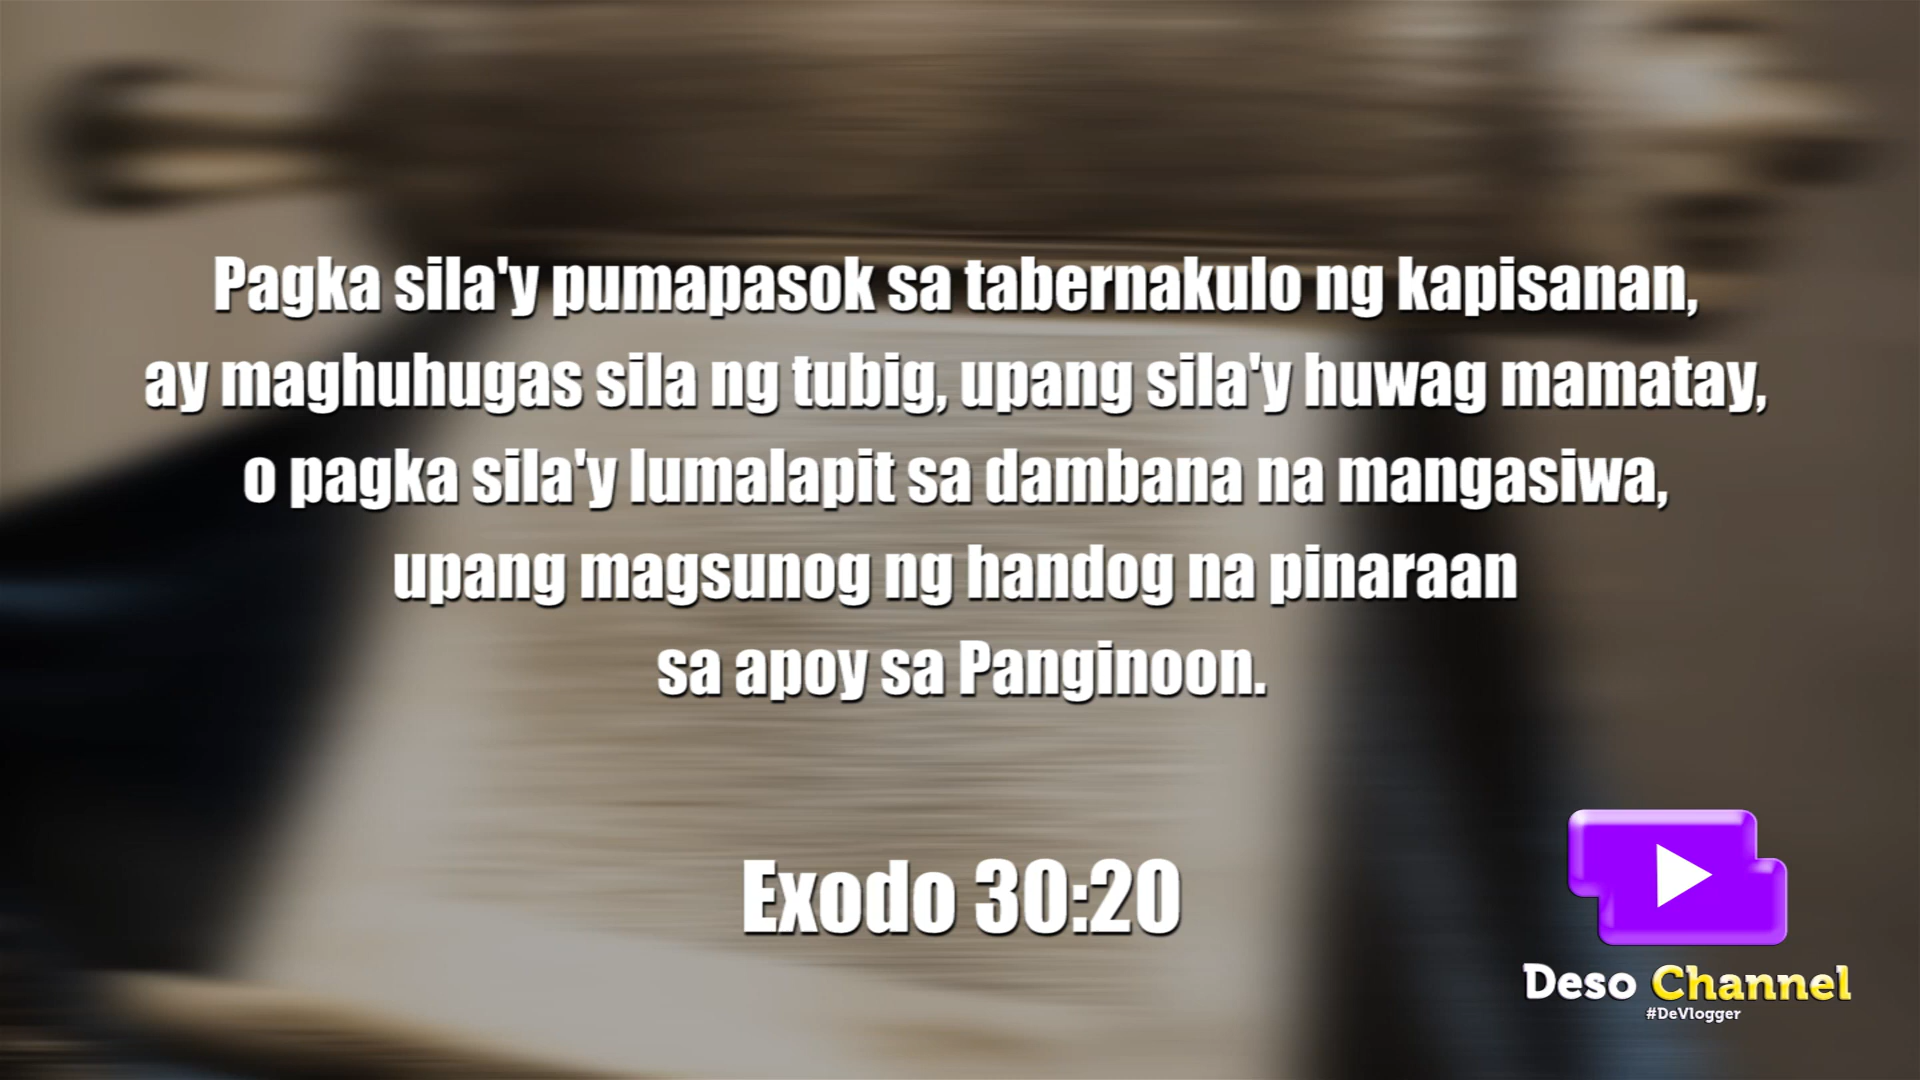 Pagka sila'y pumapasok sa tabernakulo ng kapisanan,
ay maghuhugas sila ng tubig, upang sila'y huwag mamatay,
o pagka sila'y lumalapit sa dambana na mangasiwa,
upang magsunog ng handog na pinaraan
sa apoy sa Panginoon.
Exodo 30:20
Deso Channel
#DeVlogger